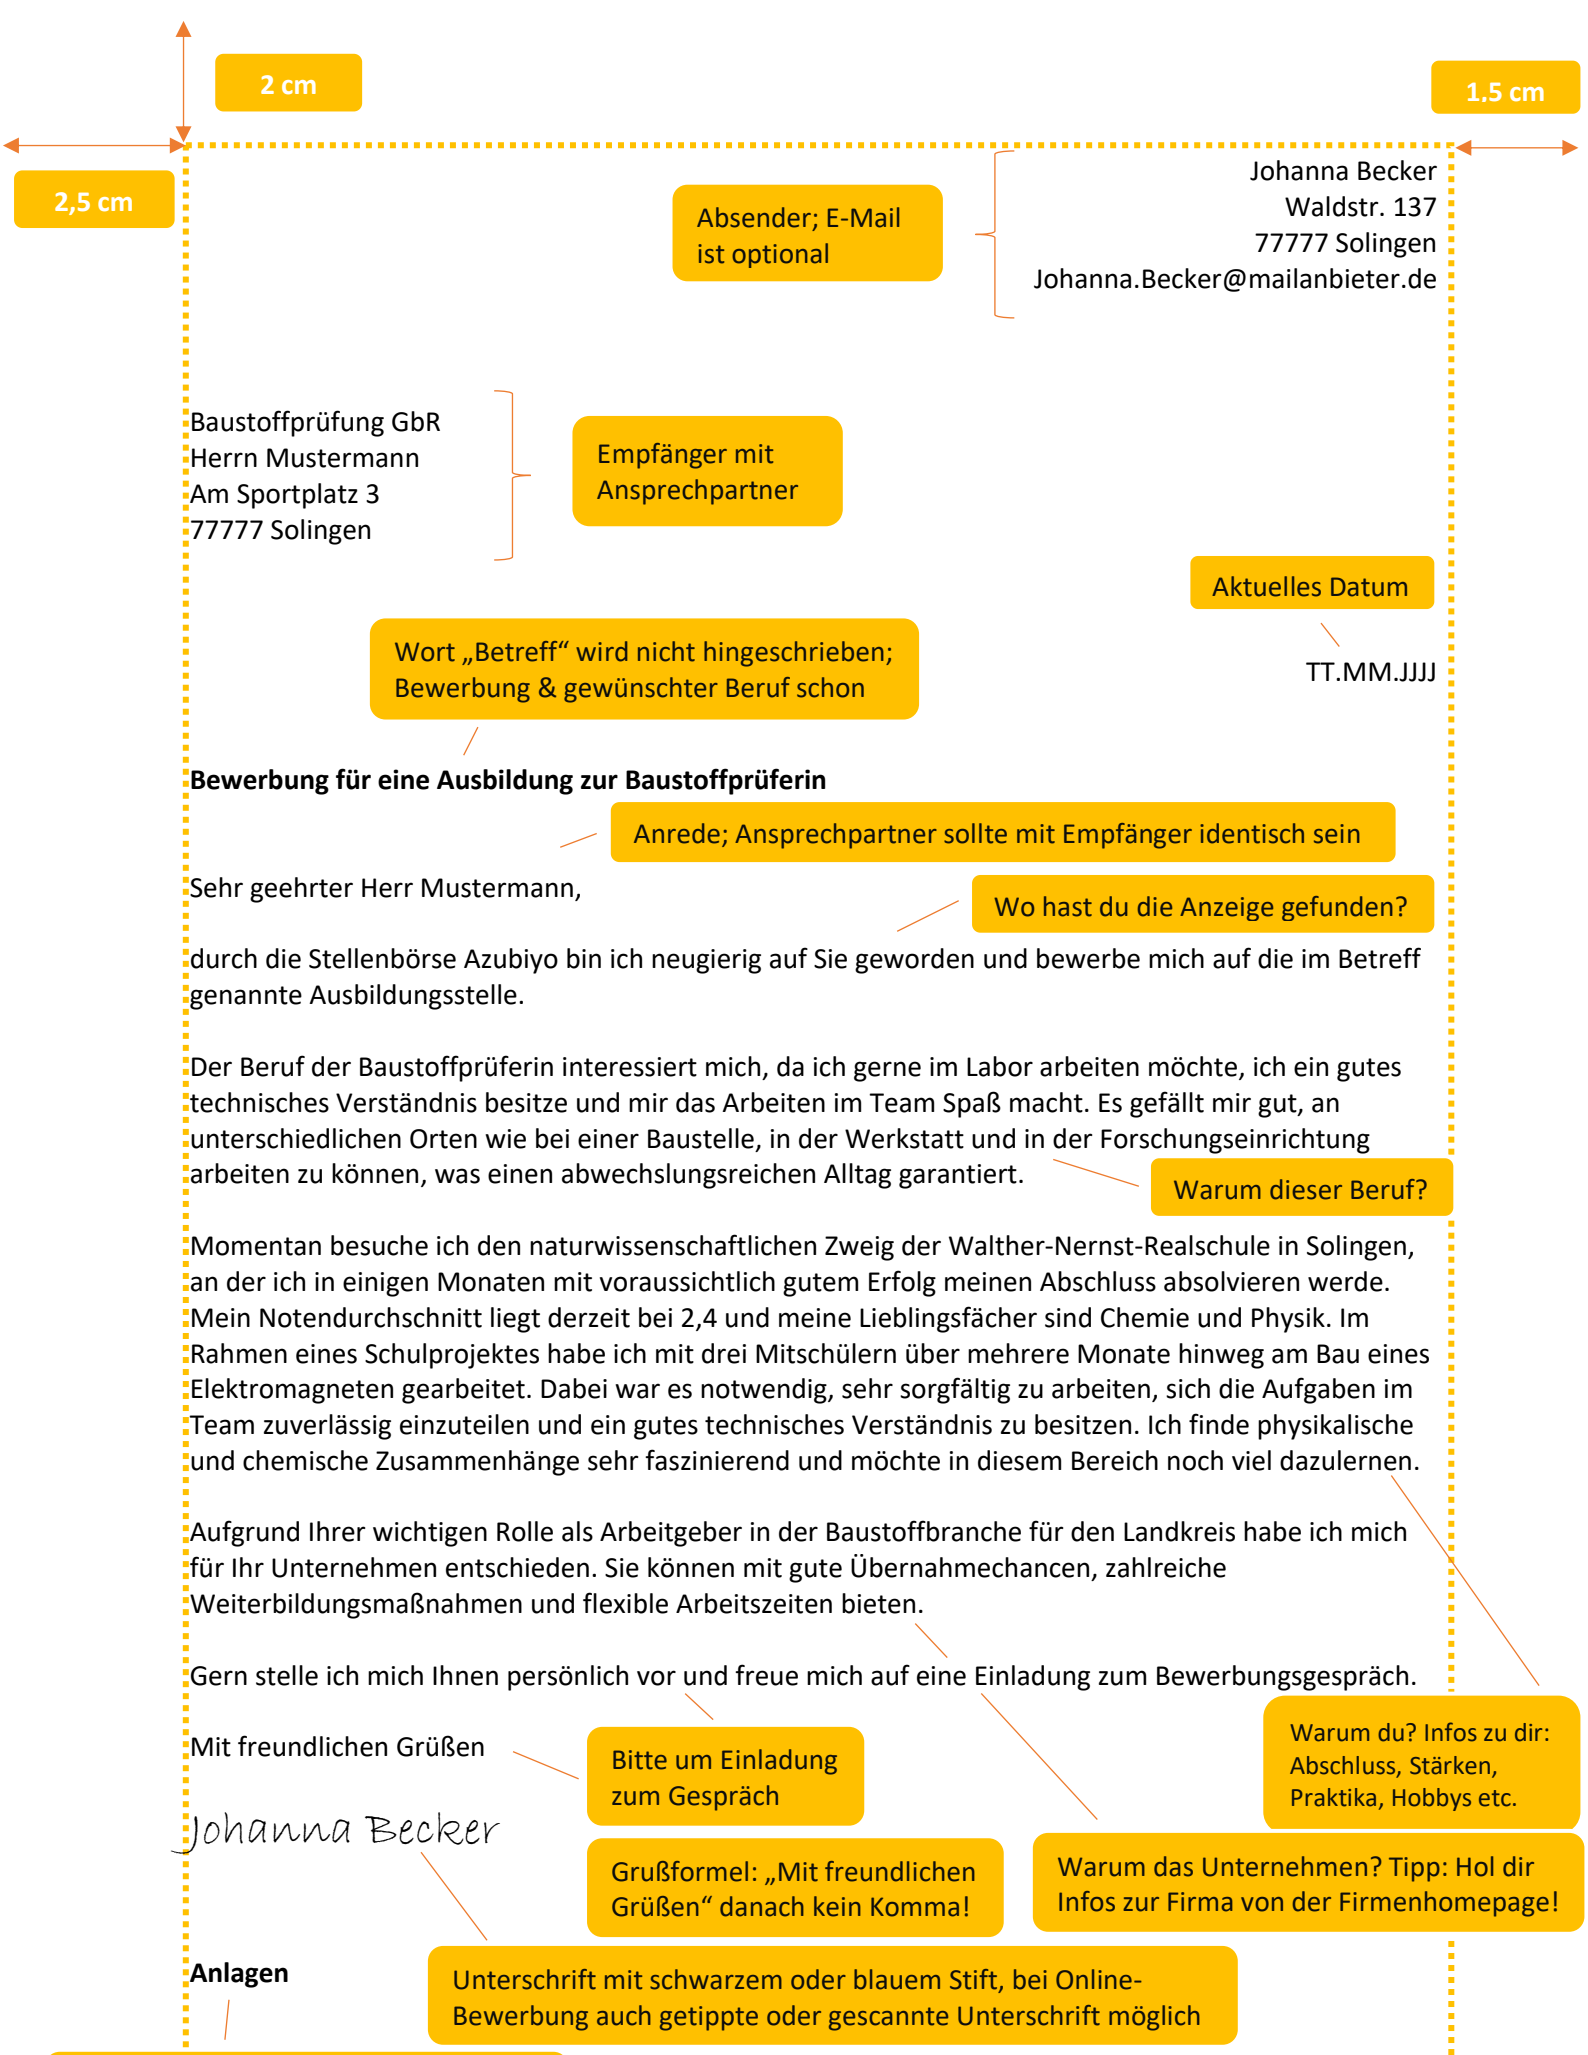 2 cm
1,5 cm
2,5 cm
Absender; E-Mail
ist optional
Johanna Becker
Waldstr. 137
77777 Solingen
Johanna.Becker@mailanbieter.de
Baustoffprüfung GbR
Herrn Mustermann
Am Sportplatz 3
77777 Solingen
Empfänger mit
Ansprechpartner
Aktuelles Datum
TT.MM.JJJJ
Wort „Betreff“ wird nicht hingeschrieben;
Bewerbung & gewünschter Beruf schon
Bewerbung für eine Ausbildung zur Baustoffprüferin
Anrede; Ansprechpartner sollte mit Empfänger identisch sein
Sehr geehrter Herr Mustermann,
Wo hast du die Anzeige gefunden?
durch die Stellenbörse Azubiyo bin ich neugierig auf Sie geworden und bewerbe mich auf die im Betreff
genannte Ausbildungsstelle.
Der Beruf der Baustoffprüferin interessiert mich, da ich gerne im Labor arbeiten möchte, ich ein gutes
technisches Verständnis besitze und mir das Arbeiten im Team Spaß macht. Es gefällt mir gut, an
unterschiedlichen Orten wie bei einer Baustelle, in der Werkstatt und in der Forschungseinrichtung
arbeiten zu können, was einen abwechslungsreichen Alltag garantiert.
Warum dieser Beruf?
Momentan besuche ich den naturwissenschaftlichen Zweig der Walther-Nernst-Realschule in Solingen,
an der ich in einigen Monaten mit voraussichtlich gutem Erfolg meinen Abschluss absolvieren werde.
Mein Notendurchschnitt liegt derzeit bei 2,4 und meine Lieblingsfächer sind Chemie und Physik. Im
Rahmen eines Schulprojektes habe ich mit drei Mitschülern über mehrere Monate hinweg am Bau eines
Elektromagneten gearbeitet. Dabei war es notwendig, sehr sorgfältig zu arbeiten, sich die Aufgaben im
Team zuverlässig einzuteilen und ein gutes technisches Verständnis zu besitzen. Ich finde physikalische
und chemische Zusammenhänge sehr faszinierend und möchte in diesem Bereich noch viel dazulernen.
Aufgrund Ihrer wichtigen Rolle als Arbeitgeber in der Baustoffbranche für den Landkreis habe ich mich
für Ihr Unternehmen entschieden. Sie können mit gute Übernahmechancen, zahlreiche
Weiterbildungsmaßnahmen und flexible Arbeitszeiten bieten.
Gern stelle ich mich Ihnen persönlich vor und freue mich auf eine Einladung zum Bewerbungsgespräch.
Mit freundlichen Grüßen
Bitte um Einladung
zum Gespräch
Warum du? Infos zu dir:
Abschluss, Stärken,
Praktika, Hobbys etc.
Johanna Becker
Grußformel: „Mit freundlichen
Grüßen“ danach kein Komma!
Warum das Unternehmen? Tipp: Hol dir
Infos zur Firma von der Firmenhomepage!
Anlagen
Unterschrift mit schwarzem oder blauem Stift, bei Online-
Bewerbung auch getippte oder gescannte Unterschrift möglich